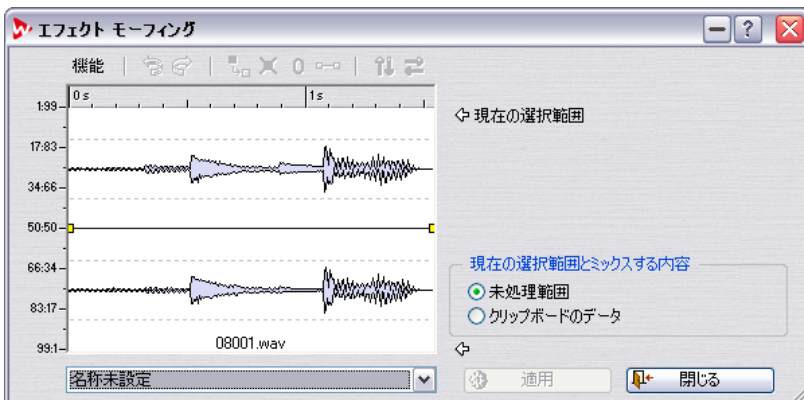 エフェクト モーフィング
機能
0 s
1 s
1:99
17:83
34:66
50:50
66:34
83:17
99:1
08001.wav
名称未設定
現在の選択範囲
現在の選択範囲とミックスする内容
未処理範囲
クリップボードのデータ
適用
閉じる